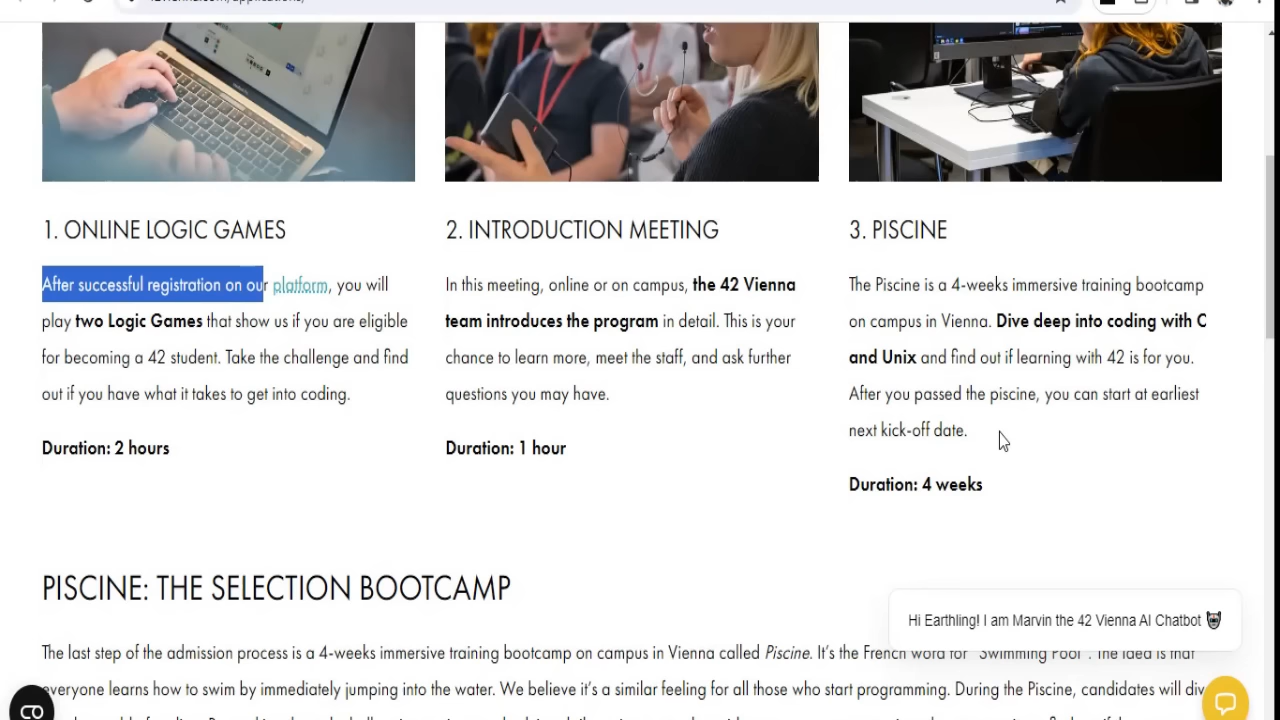 1. ONLINE LOGIC GAMES
After successful registration on our platform, you will
play two Logic Games that show us if you are eligible
for becoming a 42 student. Take the challenge and find
out if you have what it takes to get into coding.
Duration: 2 hours
2. INTRODUCTION MEETING
In this meeting, online or on campus, the 42 Vienna
team introduces the program in detail. This is your
chance to learn more, meet the staff, and ask further
questions you may have.
Duration: 1 hour
3. PISCINE
The Piscine is a 4-weeks immersive training bootcamp
on campus in Vienna. Dive deep into coding with C
and Unix and find out if learning with 42 is for you.
After you passed the piscine, you can start at earliest
next kick-off date.
Duration: 4 weeks
PISCINE: THE SELECTION BOOTCAMP
Hi Earthling! I am Marvin the 42 Vienna AI Chatbot
The last step of the admission process is a 4-weeks immersive training bootcamp on campus in Vienna called Piscine. It's the French word for "Swimming Pool". The idea is that
everyone learns how to swim by immediately jumping into the water. We believe it's a similar feeling for all those who start programming. During the Piscine, candidates will